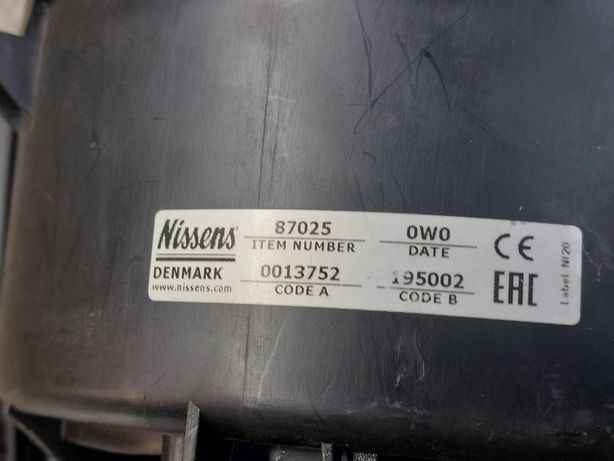 Nissens
DENMARK
www.nissens.com
87025
ITEM NUMBER
0W0
DATE
0013752
CODE A
195002
CODE B
CE
EAC
Label NI20